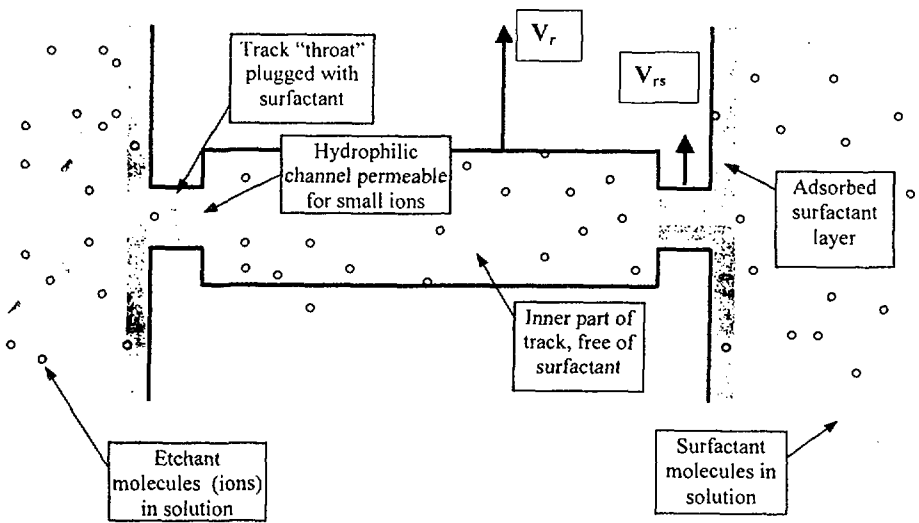 Track "throat"
plugged with
surfactant
V_r
V_rs
Hydrophilic
channel permeable
for small ions
Adsorbed
surfactant
layer
Inner part of
track, free of
surfactant
Etchant
molecules (ions)
in solution
Surfactant
molecules in
solution